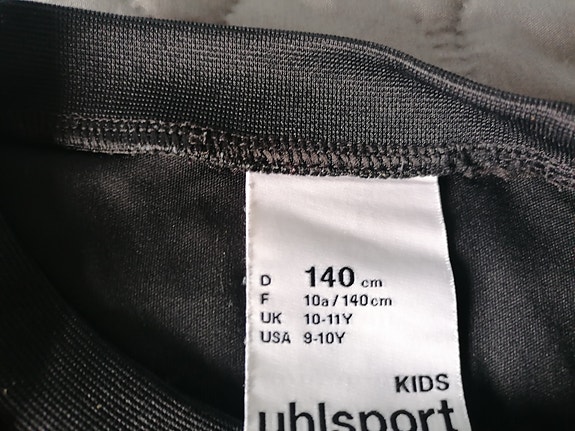 D 140 cm
F 10a / 140 cm
UK 10-11Y
USA 9-10Y
KIDS
uhlsport